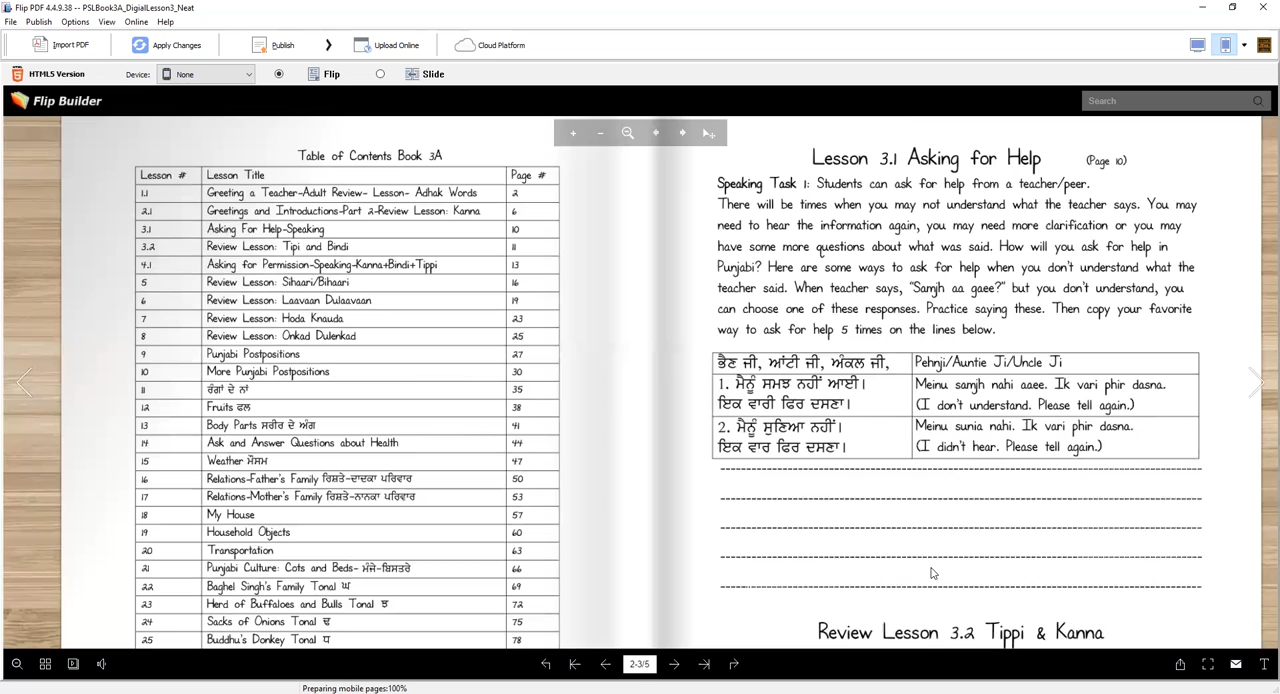 Flip PDF 4.4.9.38 -- PSLBook3A_DigialLesson3_Neat
File Publish Options View Online Help
Import PDF Apply Changes Publish Upload Online Cloud Platform
HTML5 Version Device: None Flip Slide
Flip Builder Search
Table of Contents Book 3A
Lesson # Lesson Title Page #
1.1 Greeting a Teacher-Adult Review- Lesson- Adhak Words 2
2.1 Greetings and Introductions-Part 2-Review Lesson: Kanna 6
3.1 Asking For Help-Speaking 10
3.2 Review Lesson: Tipi and Bindi 11
4.1 Asking for Permission-Speaking-Kanna+Bindi+Tippi 13
5 Review Lesson: Sihaari/Bihaari 16
6 Review Lesson: Laavaan Dulaavaan 19
7 Review Lesson: Hoda Knauda 23
8 Review Lesson: Onkad Dulenkad 25
9 Punjabi Postpositions 27
10 More Punjabi Postpositions 30
11 ਰੰਗਾਂ ਦੇ ਨਾਂ 35
12 Fruits ਫਲ 38
13 Body Parts ਸਰੀਰ ਦੇ ਅੰਗ 41
14 Ask and Answer Questions about Health 44
15 Weather ਮੌਸਮ 47
16 Relations-Father's Family ਰਿਸ਼ਤੇ-ਦਾਦਕਾ ਪਰਿਵਾਰ 50
17 Relations-Mother's Family ਰਿਸ਼ਤੇ-ਨਾਨਕਾ ਪਰਿਵਾਰ 53
18 My House 57
19 Household Objects 60
20 Transportation 63
21 Punjabi Culture: Cots and Beds- ਮੰਜੇ-ਬਿਸਤਰੇ 66
22 Baghel Singh's Family Tonal ਘ 69
23 Herd of Buffaloes and Bulls Tonal ਝ 72
24 Sacks of Onions Tonal ਢ 75
25 Buddhu's Donkey Tonal ਧ 78
Lesson 3.1 Asking for Help (Page 10)
Speaking Task 1: Students can ask for help from a teacher/peer.
There will be times when you may not understand what the teacher says. You may
need to hear the information again, you may need more clarification or you may
have some more questions about what was said. How will you ask for help in
Punjabi? Here are some ways to ask for help when you don't understand what the
teacher said. When teacher says, "Samjh aa gaee?" but you don't understand, you
can choose one of these responses. Practice saying these. Then copy your favorite
way to ask for help 5 times on the lines below.
ਭੈਣ ਜੀ, ਆਂਟੀ ਜੀ, ਅੰਕਲ ਜੀ, Pehnji/Auntie Ji/Uncle Ji
1. ਮੈਨੂੰ ਸਮਝ ਨਹੀਂ ਆਈ। Meinu samjh nahi aaee. Ik vari phir dasna.
ਇਕ ਵਾਰੀ ਫਿਰ ਦਸਣਾ। (I don't understand. Please tell again.)
2. ਮੈਨੂੰ ਸੁਣਿਆ ਨਹੀਂ। Meinu sunia nahi. Ik vari phir dasna.
ਇਕ ਵਾਰ ਫਿਰ ਦਸਣਾ। (I didn't hear. Please tell again.)
Review Lesson 3.2 Tippi & Kanna
2-3/5
Preparing mobile pages:100%